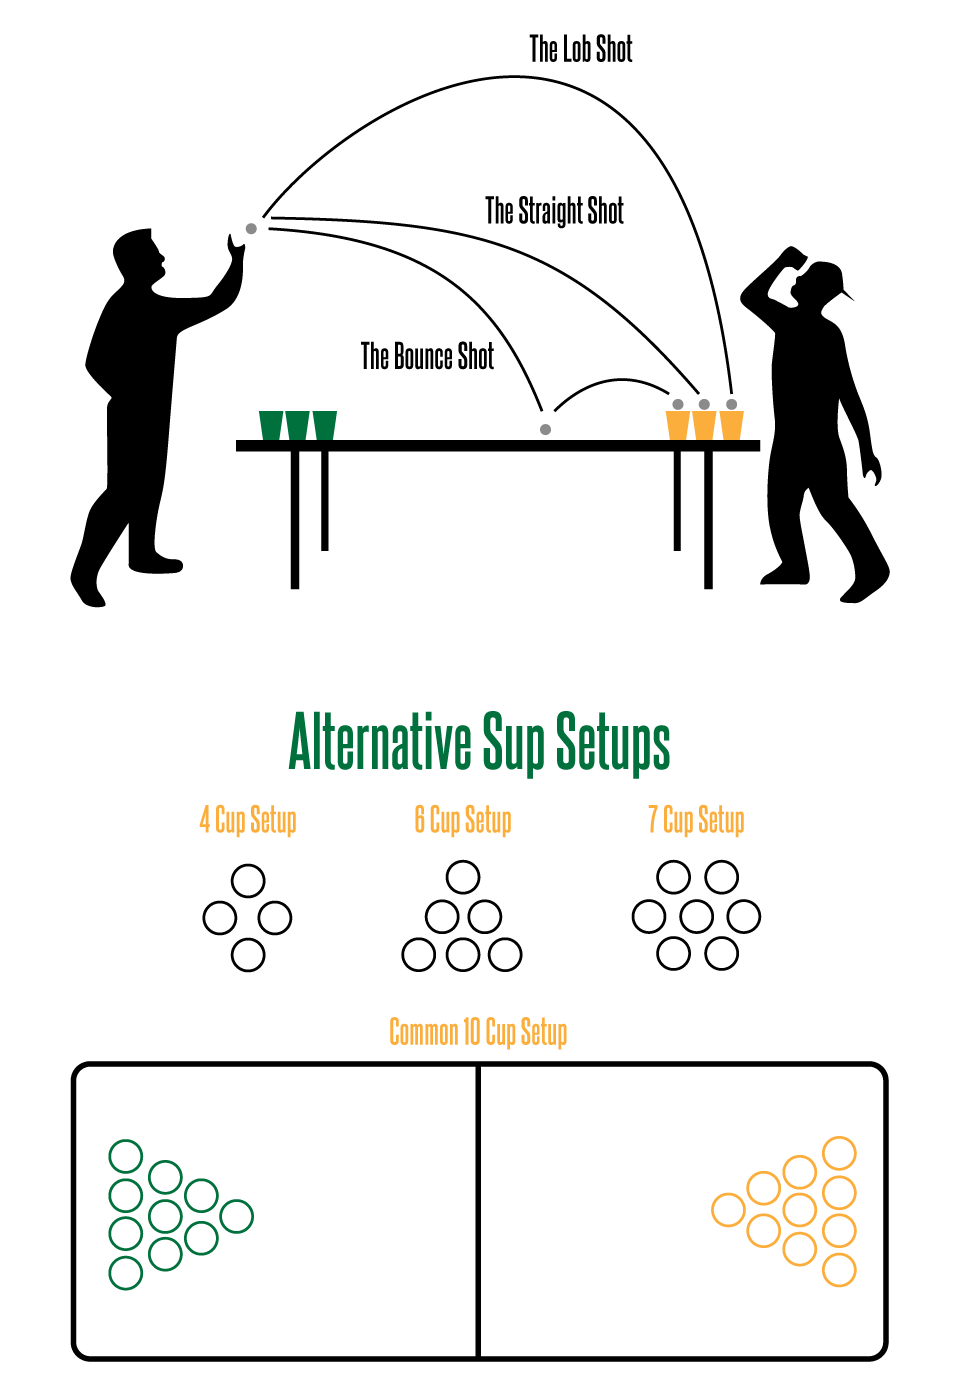 The Lob Shot
The Straight Shot
The Bounce Shot
Alternative Sup Setups
4 Cup Setup
6 Cup Setup
7 Cup Setup
Common 10 Cup Setup